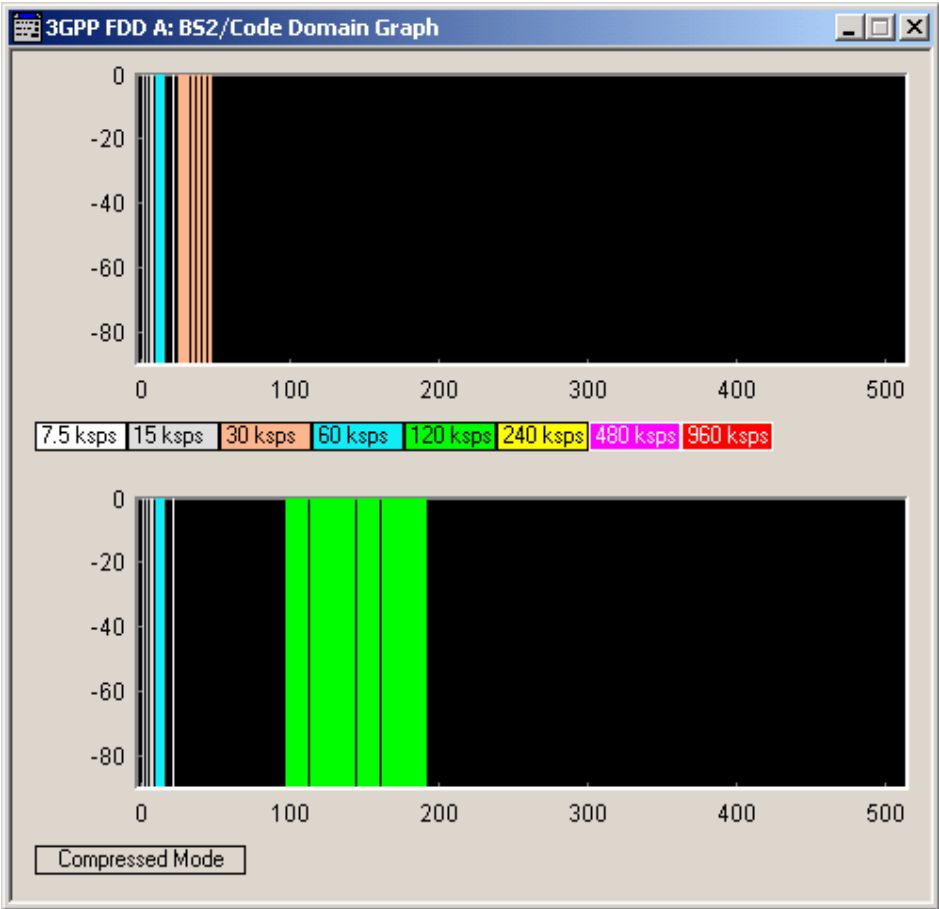 3GPP FDD A: BS2/Code Domain Graph
0
-20
-40
-60
-80
0 100 200 300 400 500
7.5 ksps 15 ksps 30 ksps 60 ksps 120 ksps 240 ksps 480 ksps 960 ksps
0
-20
-40
-60
-80
0 100 200 300 400 500
Compressed Mode